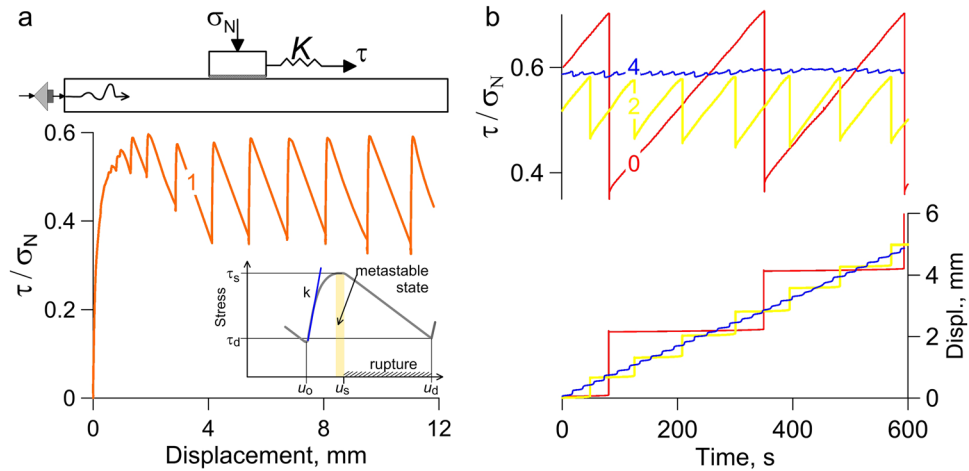 a
σN
K
τ
0.6
0.4
0.2
0
τ / σN
1
τs
τd
Stress
k
metastable
state
rupture
uo
us
ud
0
4
8
12
Displacement, mm
b
0.6
0.4
τ / σN
4
2
0
6
4
2
0
Displ., mm
0
200
400
600
Time, s